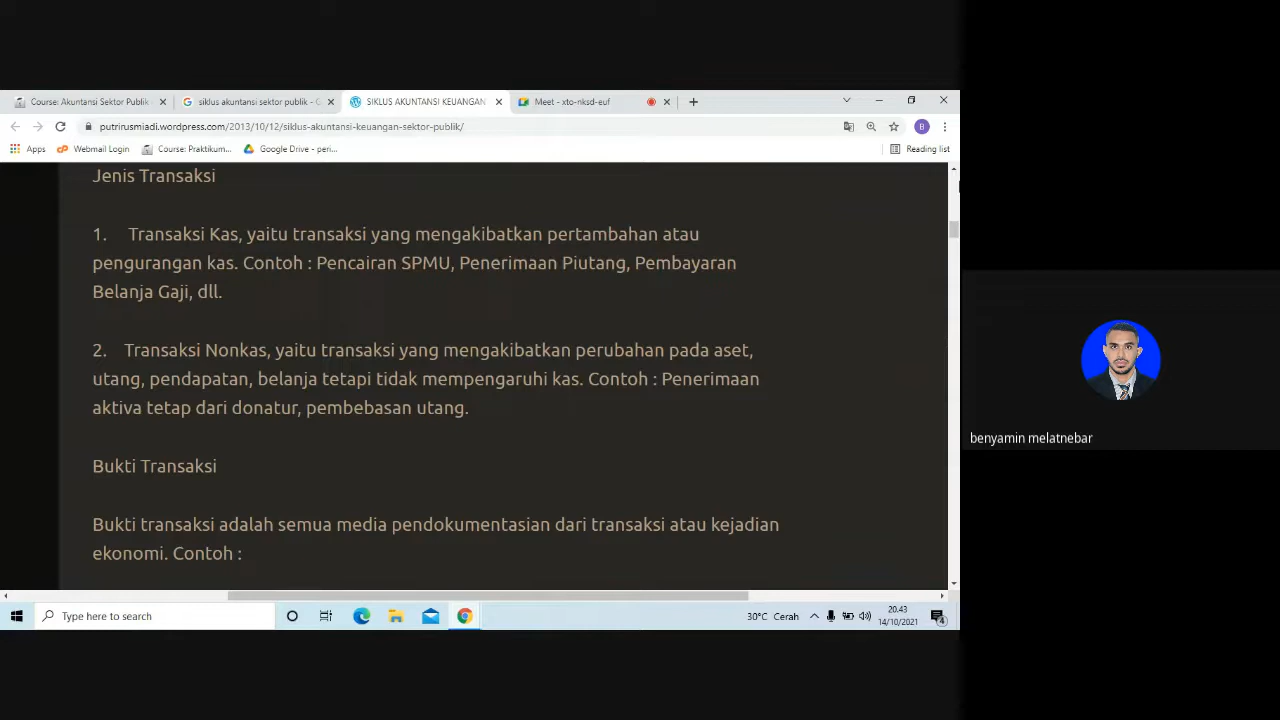 Course: Akuntansi Sektor Publik
siklus akuntansi sektor publik - G
SIKLUS AKUNTANSI KEUANGAN
Meet - xto-nksd-euf
putrirusmiadi.wordpress.com/2013/10/12/siklus-akuntansi-keuangan-sektor-publik/
B
Apps
Webmail Login
Course: Praktikum...
Google Drive - peri...
Reading list
Jenis Transaksi
1. Transaksi Kas, yaitu transaksi yang mengakibatkan pertambahan atau
pengurangan kas. Contoh : Pencairan SPMU, Penerimaan Piutang, Pembayaran
Belanja Gaji, dll.
2. Transaksi Nonkas, yaitu transaksi yang mengakibatkan perubahan pada aset,
utang, pendapatan, belanja tetapi tidak mempengaruhi kas. Contoh : Penerimaan
aktiva tetap dari donatur, pembebasan utang.
Bukti Transaksi
Bukti transaksi adalah semua media pendokumentasian dari transaksi atau kejadian
ekonomi. Contoh :
benyamin melatnebar
Type here to search
30°C Cerah
20.43
14/10/2021
4